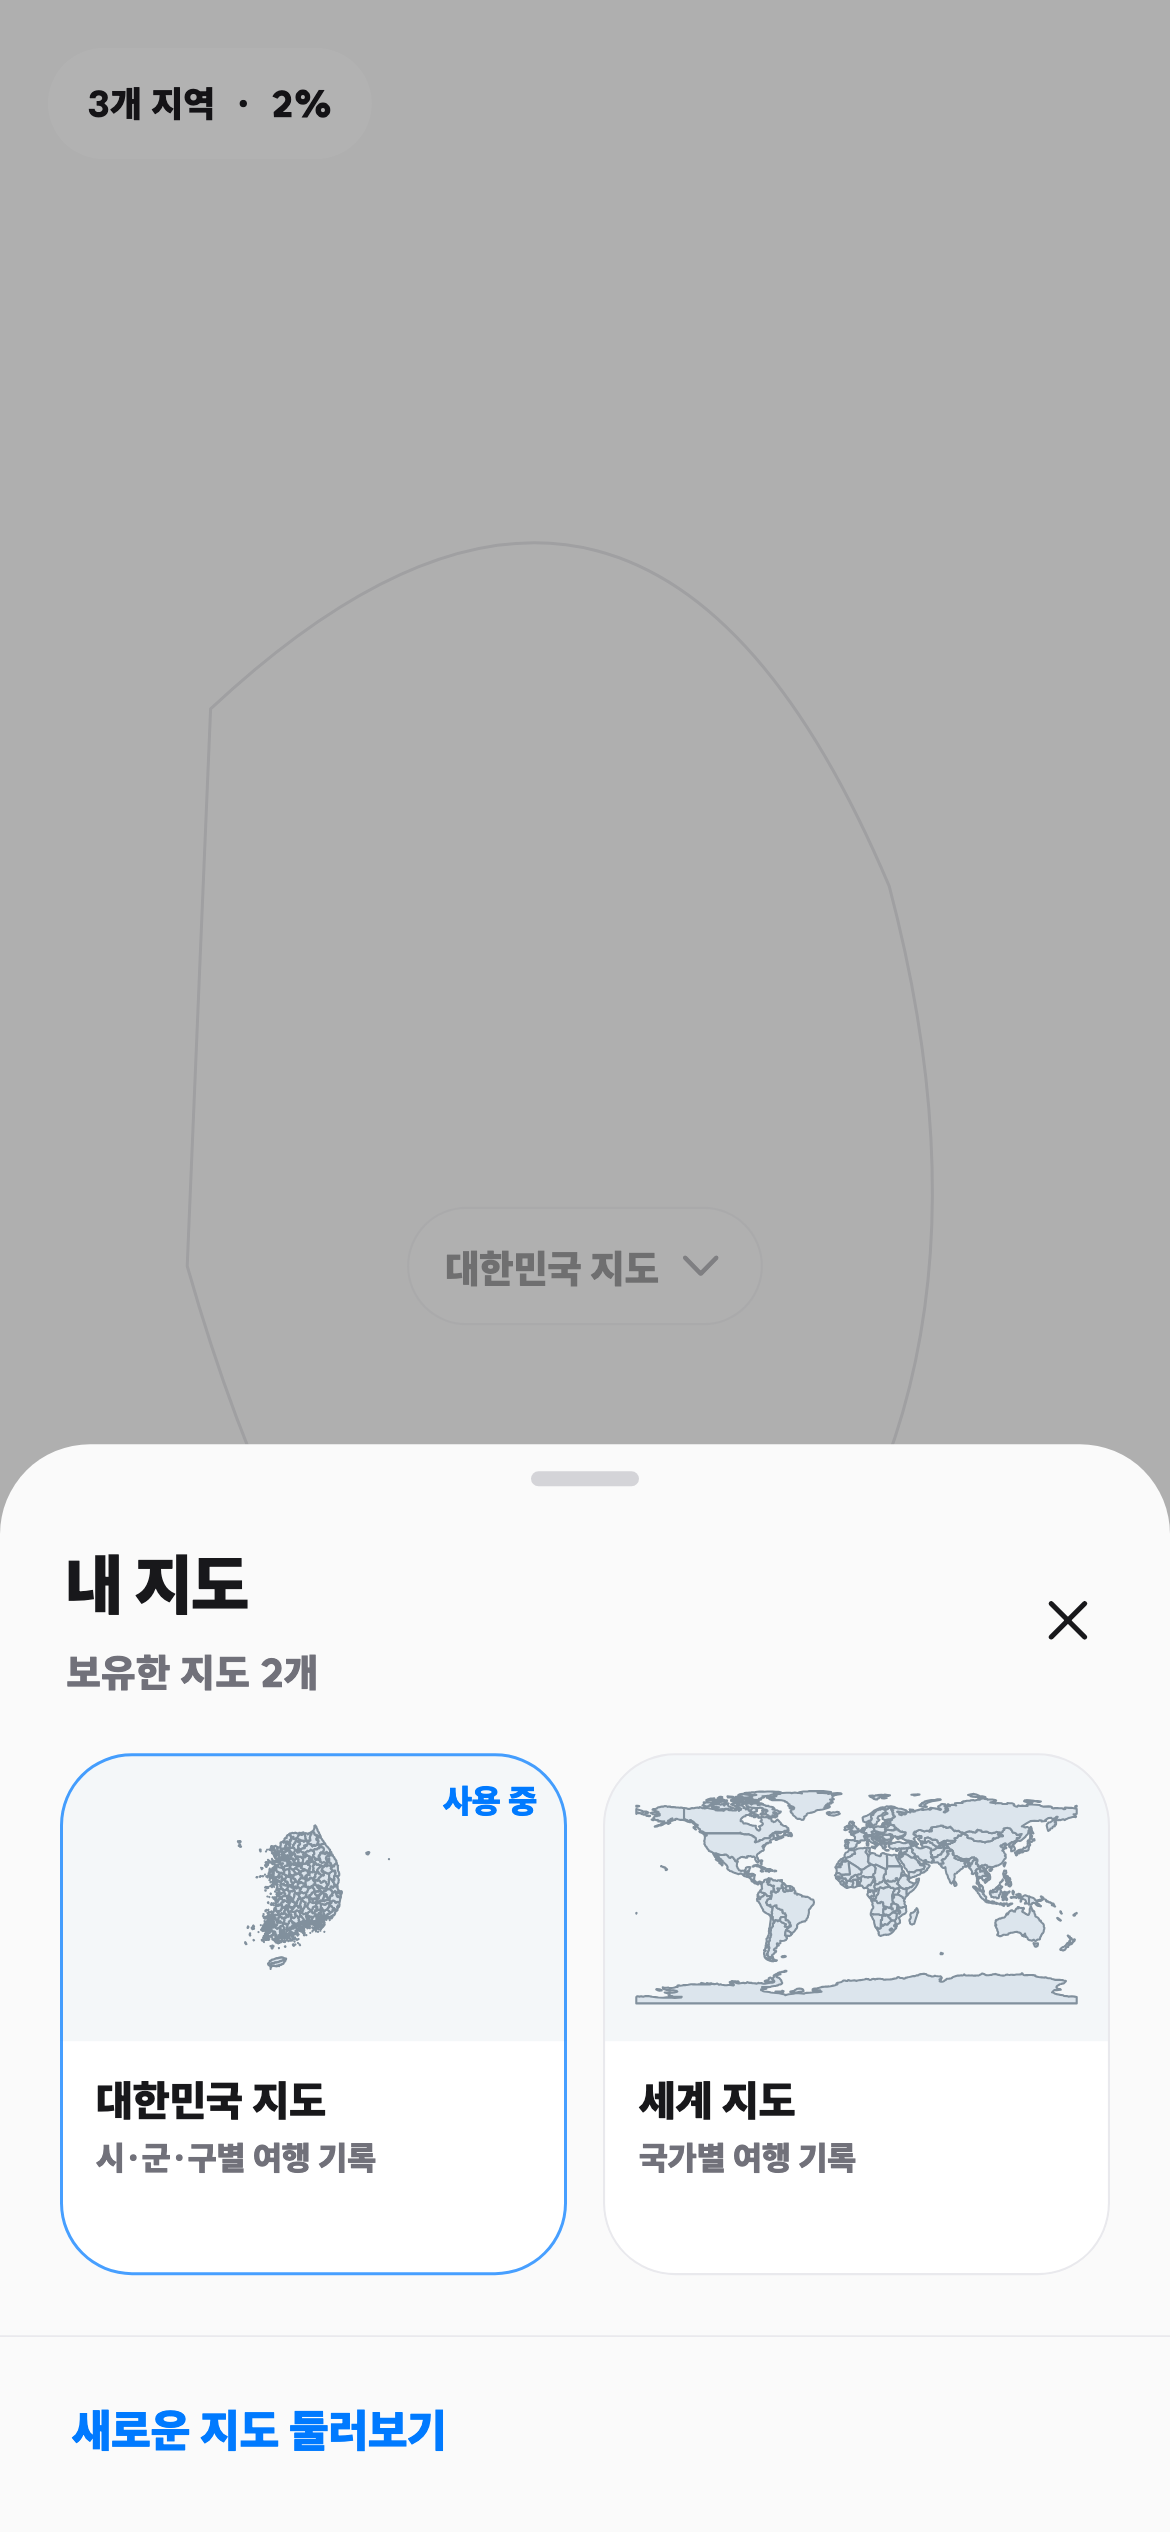 3개 지역 · 2%
대한민국 지도
내 지도
보유한 지도 2개
사용 중
대한민국 지도
시·군·구별 여행 기록
세계 지도
국가별 여행 기록
새로운 지도 둘러보기